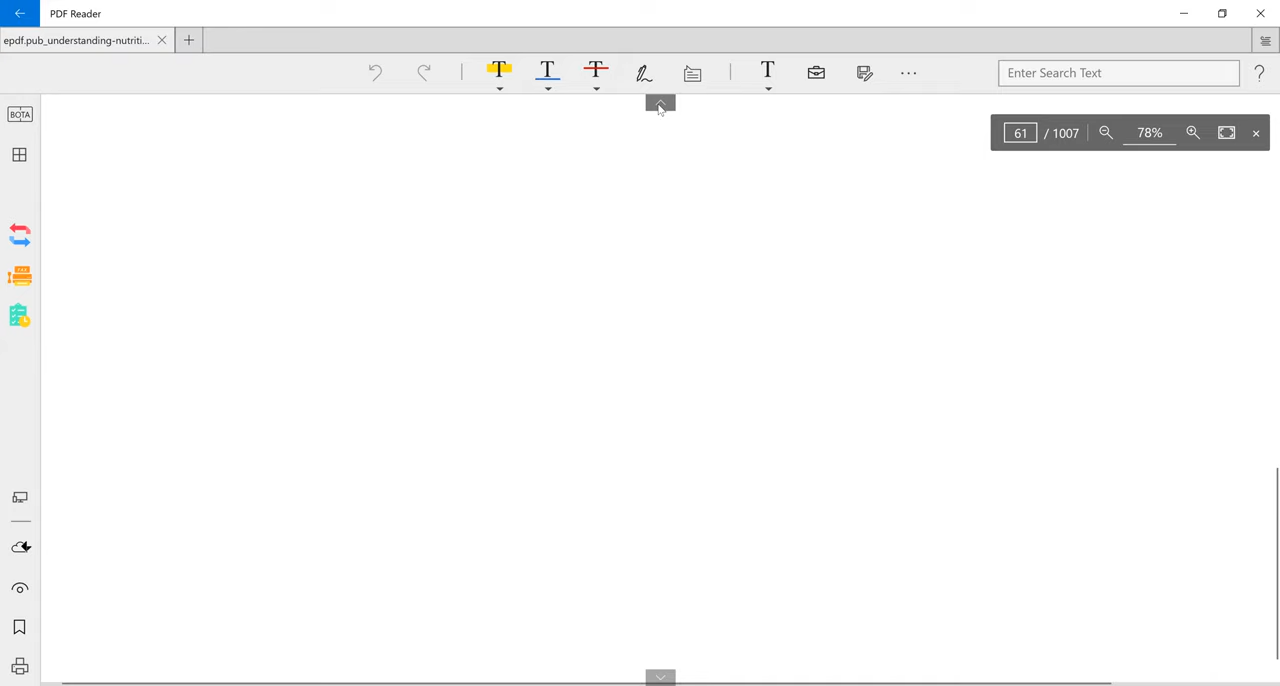 PDF Reader
epdf.pub_understanding-nutriti...
T T T T
Enter Search Text
?
BOTA
61 / 1007
78%